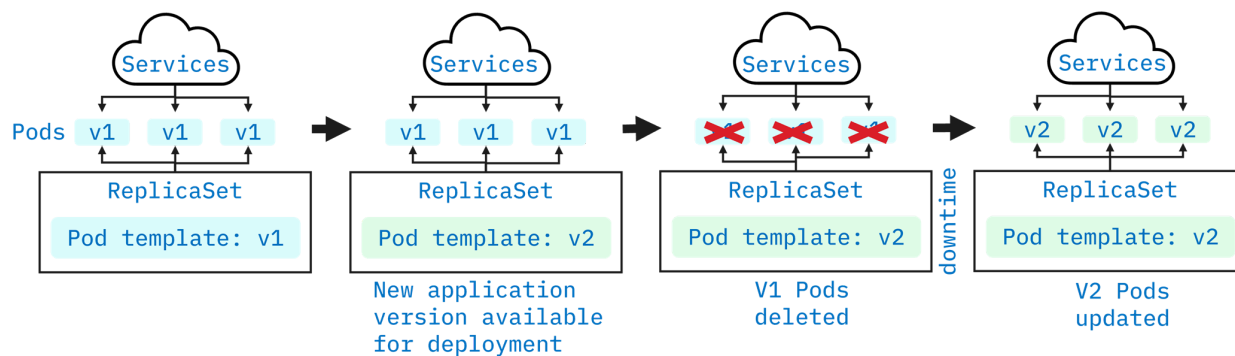 Services
Services
Services
Services
Pods
v1 v1 v1
v1 v1 v1
v2 v2 v2
ReplicaSet
Pod template: v1
ReplicaSet
Pod template: v2
ReplicaSet
Pod template: v2
downtime
ReplicaSet
Pod template: v2
New application
version available
for deployment
V1 Pods
deleted
V2 Pods
updated